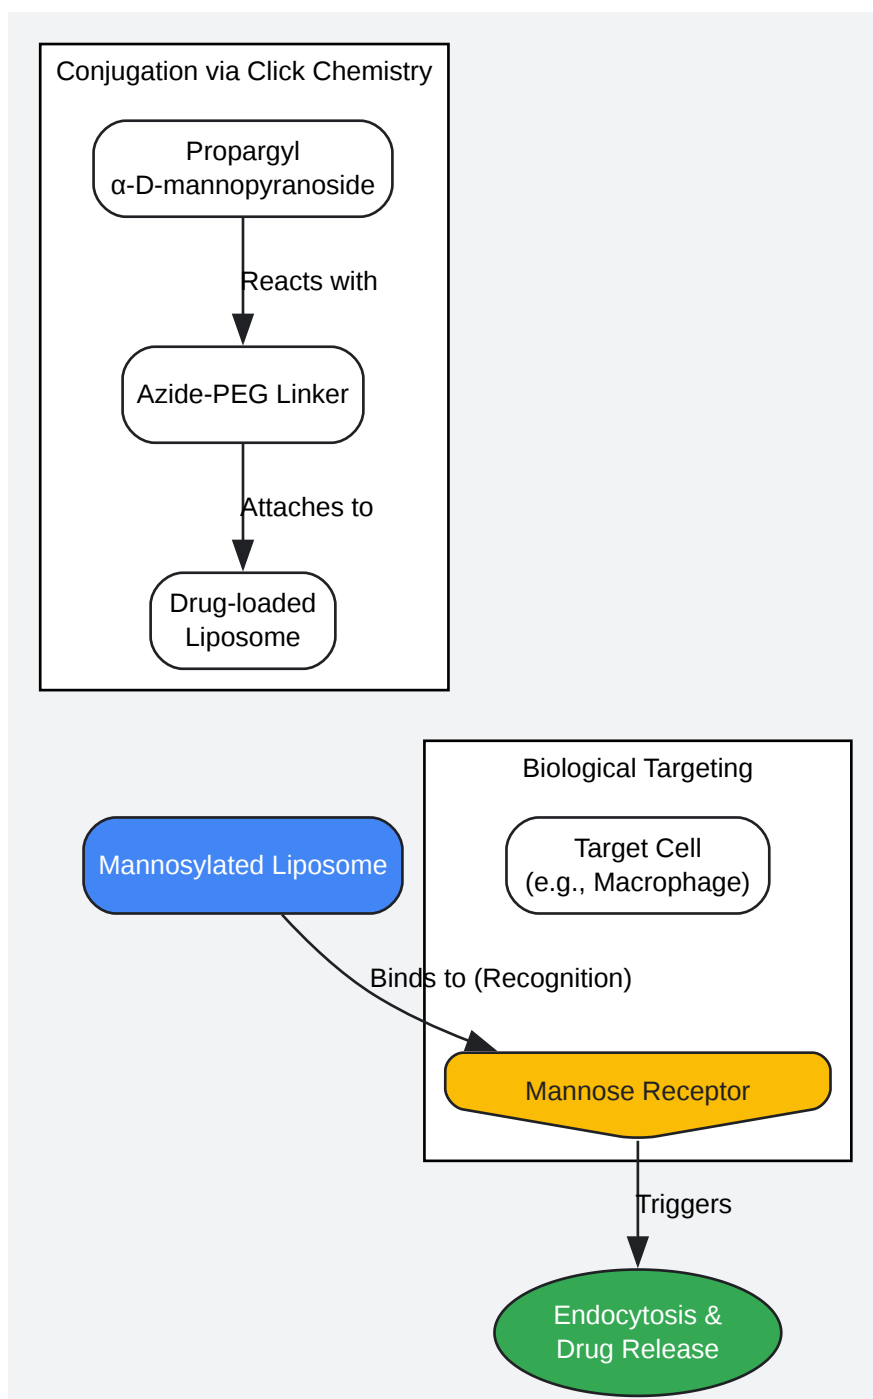 Conjugation via Click Chemistry
Propargyl
α-D-mannopyranoside
Reacts with
Azide-PEG Linker
Attaches to
Drug-loaded
Liposome
Biological Targeting
Mannosylated Liposome
Target Cell
(e.g., Macrophage)
Binds to (Recognition)
Mannose Receptor
Triggers
Endocytosis &
Drug Release